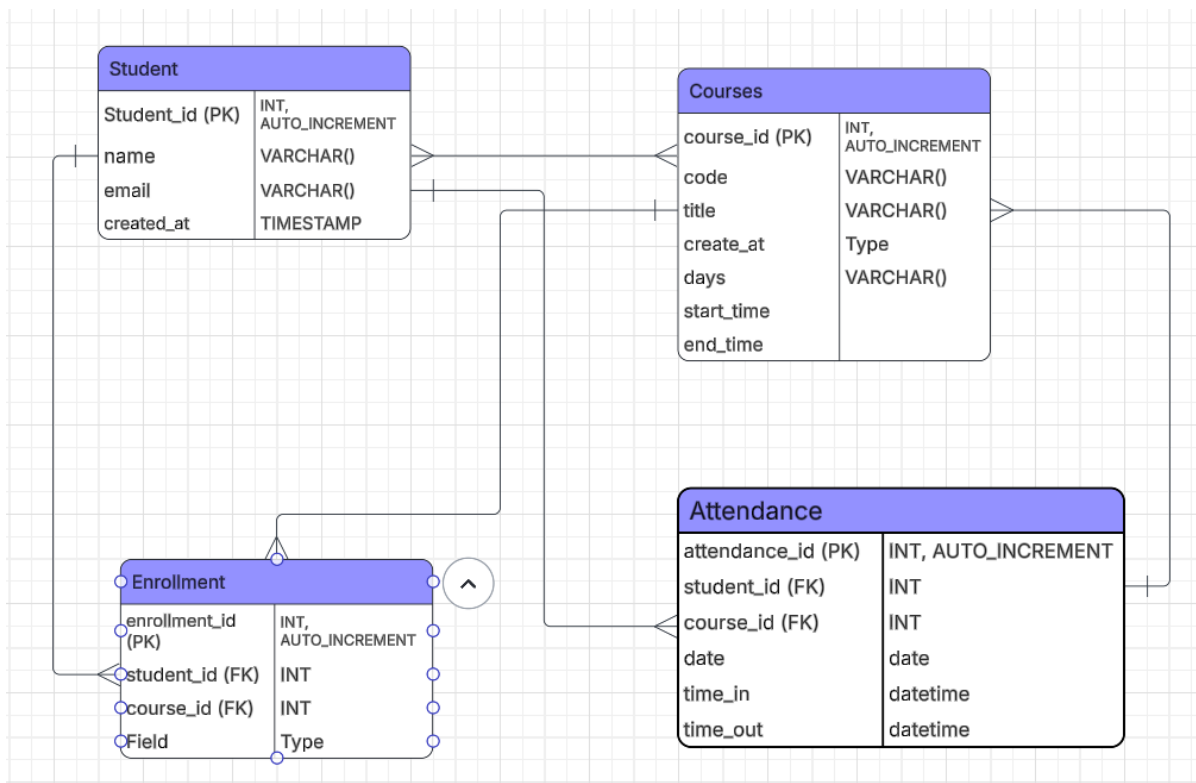 Student
Student_id (PK) INT,
AUTO_INCREMENT
name VARCHAR()
email VARCHAR()
created_at TIMESTAMP
Courses
course_id (PK) INT,
AUTO_INCREMENT
code VARCHAR()
title VARCHAR()
create_at Type
days VARCHAR()
start_time
end_time
Enrollment
enrollment_id
(PK) INT,
AUTO_INCREMENT
student_id (FK) INT
course_id (FK) INT
Field Type
Attendance
attendance_id (PK) INT, AUTO_INCREMENT
student_id (FK) INT
course_id (FK) INT
date date
time_in datetime
time_out datetime